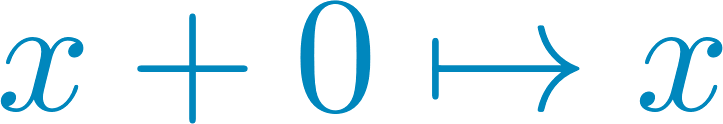 x + 0 ↦ x